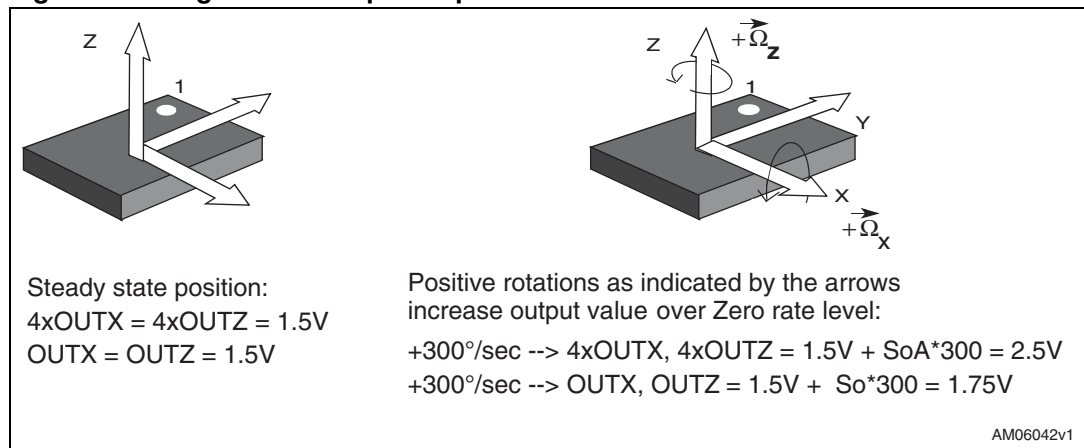 Z
1
Steady state position:
4xOUTX = 4xOUTZ = 1.5V
OUTX = OUTZ = 1.5V
Z
+Ω
Z
1
Y
X
+Ω
X
Positive rotations as indicated by the arrows
increase output value over Zero rate level:
+300°/sec --> 4xOUTX, 4xOUTZ = 1.5V + SoA*300 = 2.5V
+300°/sec --> OUTX, OUTZ = 1.5V + So*300 = 1.75V
AM06042v1